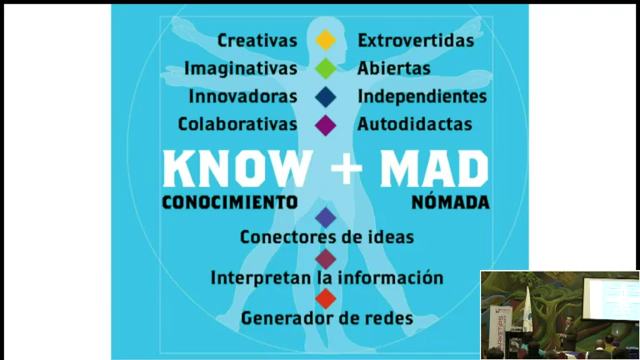 Creativas Extrovertidas
Imaginativas Abiertas
Innovadoras Independientes
Colaborativas Autodidactas
KNOW + MAD
CONOCIMIENTO NÓMADA
Conectores de ideas
Interpretan la información
Generador de redes